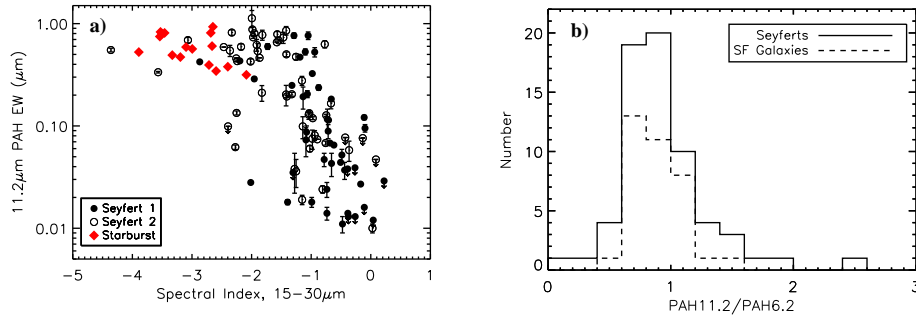 a)
1.00
0.10
0.01
11.2μm PAH EW (μm)
Seyfert 1
Seyfert 2
Starburst
−5 −4 −3 −2 −1 0 1
Spectral Index, 15−30μm
b)
Seyferts
SF Galaxies
20
15
10
5
0
Number
0 1 2 3
PAH11.2/PAH6.2